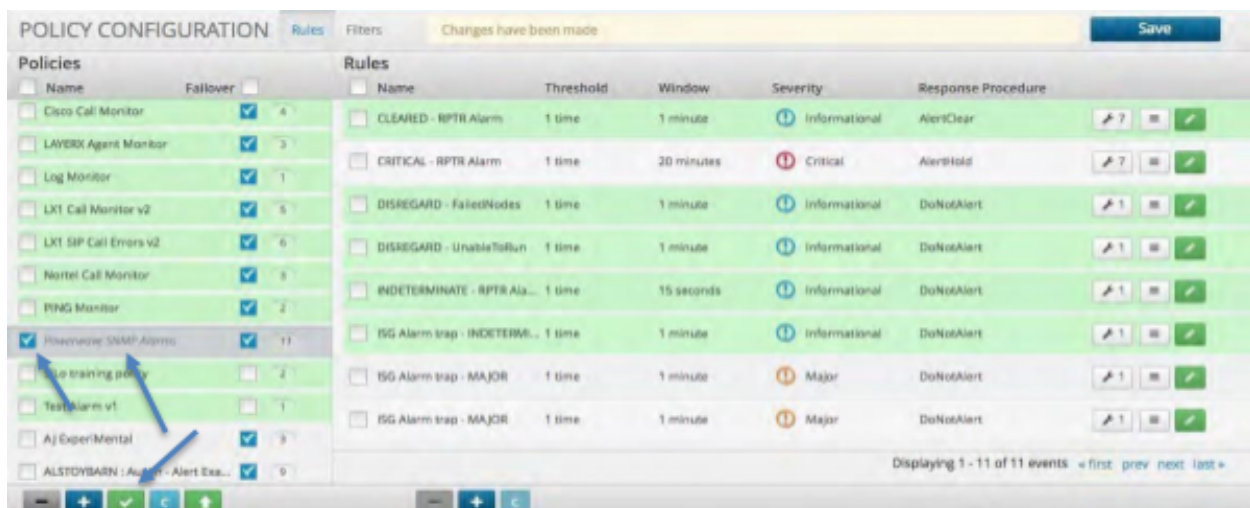 POLICY CONFIGURATION Rules Filters Changes have been made Save
Policies
Name Failover
Cisco Call Monitor 4
LAYERX Agent Monitor 3
Log Monitor 1
LX1 Call Monitor v2 5
LX1 SIP Call Errors v2 6
Nortel Call Monitor 3
PING Monitor 2
SNMP Alarms 11
training policy 2
Test Alarm v1 1
AJ ExperiMental 3
ALSTOYBARN : - Alert Exa... 9
Rules
Name Threshold Window Severity Response Procedure
CLEARED - RPTR Alarm 1 time 1 minute Informational AlertClear 7
CRITICAL - RPTR Alarm 1 time 20 minutes Critical AlertHold 7
DISREGARD - FailedNodes 1 time 1 minute Informational DoNotAlert 1
DISREGARD - UnableToRun 1 time 1 minute Informational DoNotAlert 1
INDETERMINATE - RPTR Ala... 1 time 15 seconds Informational DoNotAlert 1
ISG Alarm trap - INDETERMI... 1 time 1 minute Informational DoNotAlert 1
ISG Alarm trap - MAJOR 1 time 1 minute Major DoNotAlert 1
ISG Alarm trap - MAJOR 1 time 1 minute Major DoNotAlert 1
Displaying 1 - 11 of 11 events « first prev next last »